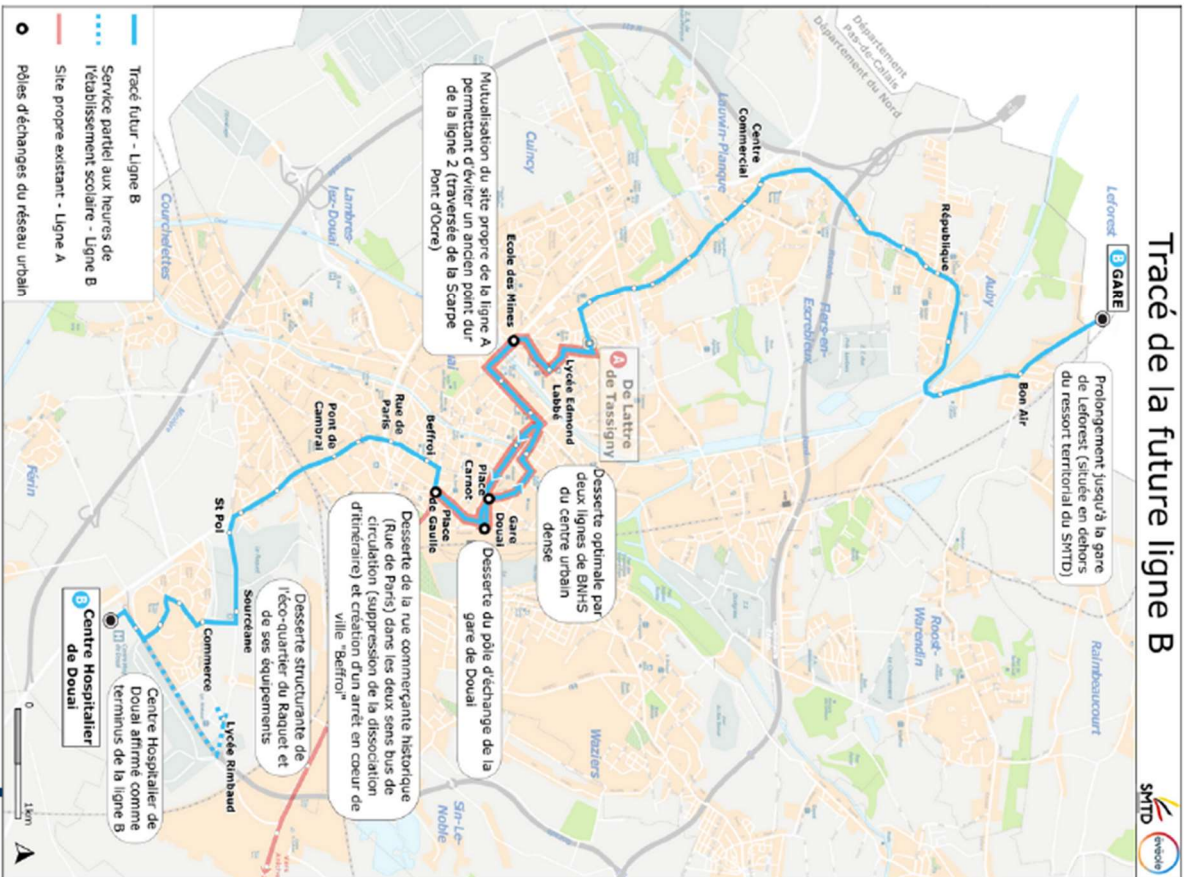 Tracé de la future ligne B
SMTD
évéole
Département
Pas-de-Calais
Département du Nord
Leforest
B GARE
Prolongement jusqu'à la gare
de Leforest (située en dehors
du ressort territorial du SMTD)
Bon Air
Auby
République
Raimbeaucourt
Roost-
Warendin
Flers-en-
Escrebieux
Lauwin-Planque
Centre
Commercial
A De Lattre
de Tassigny
Desserte optimale par
deux lignes de BNHS
du centre urbain
dense
Waziers
Cuincy
Lycée Edmond
Labbé
Ecole des Mines
Mutualisation du site propre de la ligne A
permettant d'éviter un ancien point dur
de la ligne 2 (traversée de la Scarpe
Pont d'Ocre)
Gare
Douai
Place
Carnot
Desserte du pôle d'échange de la
gare de Douai
Place
de Gaulle
Beffroi
Rue de
Paris
Pont de
Cambrai
Desserte de la rue commerçante historique
(Rue de Paris) dans les deux sens bus de
circulation (suppression de la dissociation
d'itinéraire) et création d'un arrêt en coeur de
ville "Beffroi"
Sin-Le-
Noble
Lambres-
lez-Douai
Courchelettes
Férin
St Pol
Sourcéane
Desserte structurante de
l'éco-quartier du Raquet et
de ses équipements
Commerce
Lycée Rimbaud
B Centre Hospitalier
de Douai
Centre Hospitalier de
Douai affirmé comme
terminus de la ligne B
Tracé futur - Ligne B
Service partiel aux heures de
l'établissement scolaire - Ligne B
Site propre existant - Ligne A
Pôles d'échanges du réseau urbain
0 1km